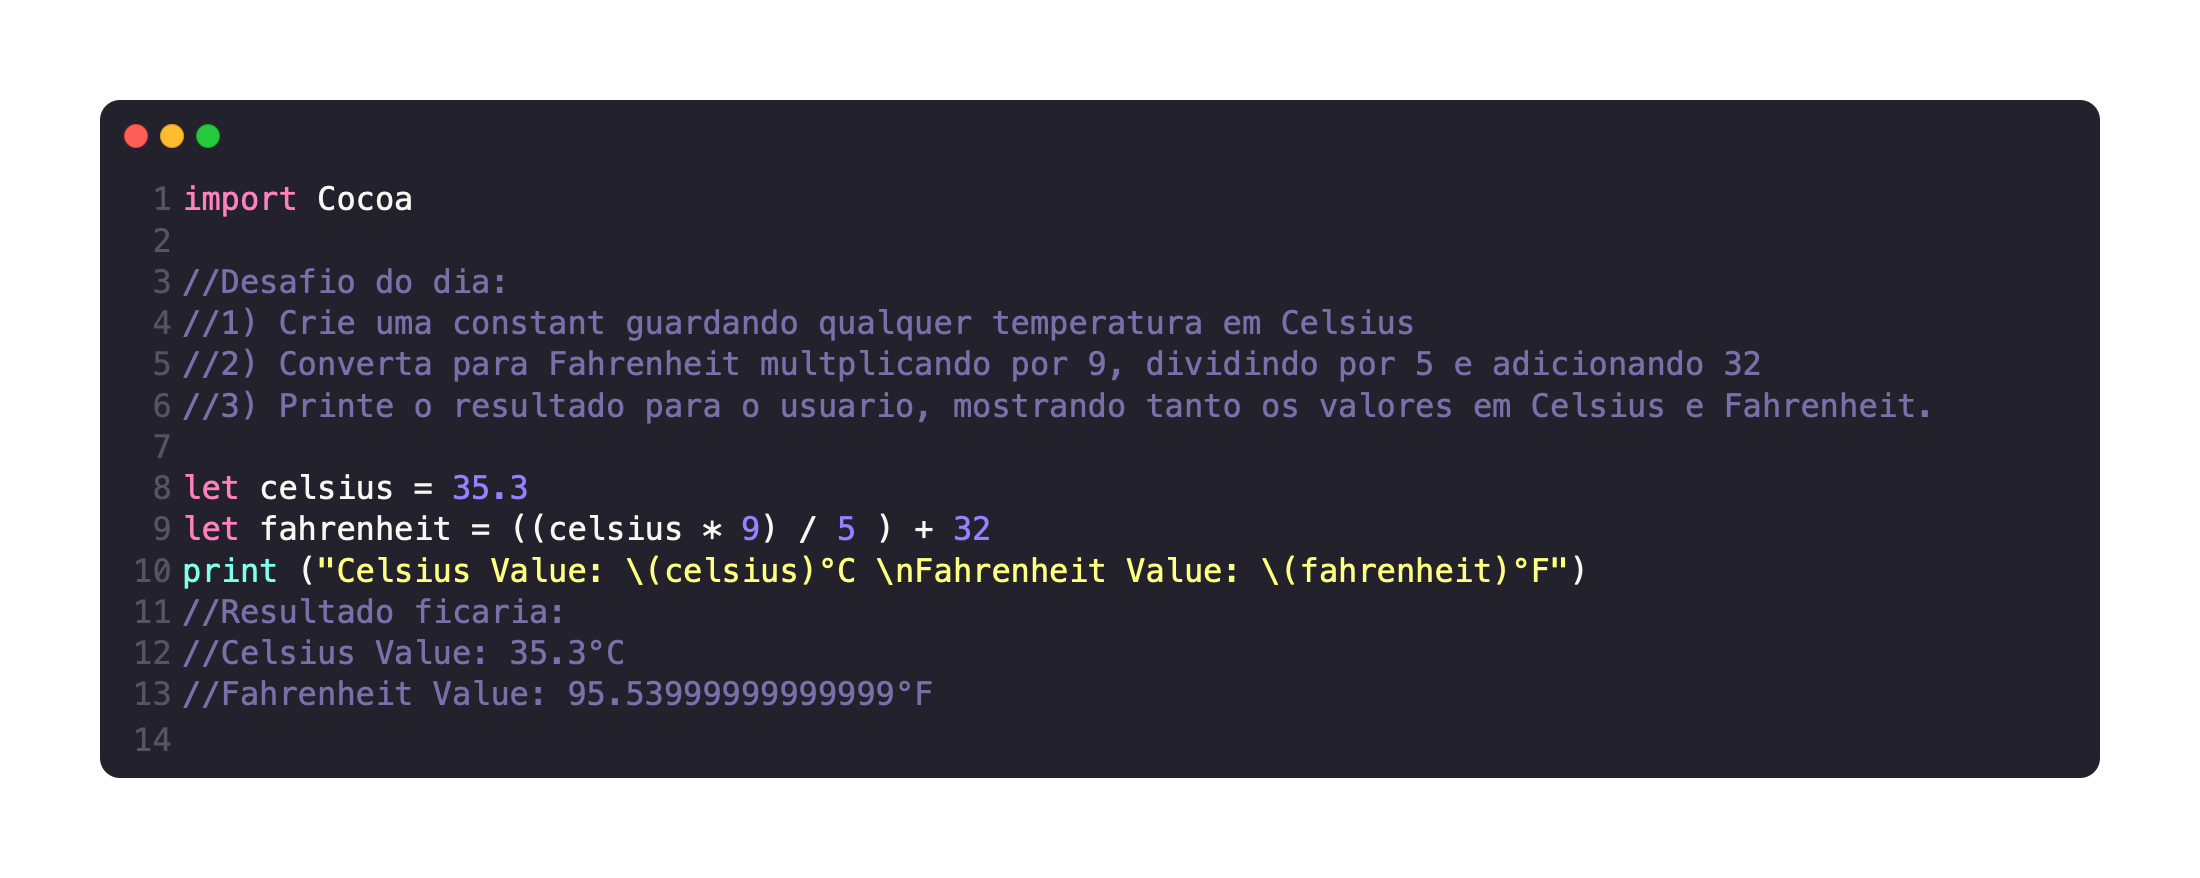 1 import Cocoa
2
3 //Desafio do dia:
4 //1) Crie uma constant guardando qualquer temperatura em Celsius
5 //2) Converta para Fahrenheit multplicando por 9, dividindo por 5 e adicionando 32
6 //3) Printe o resultado para o usuario, mostrando tanto os valores em Celsius e Fahrenheit.
7
8 let celsius = 35.3
9 let fahrenheit = ((celsius * 9) / 5 ) + 32
10 print ("Celsius Value: \(celsius)°C \nFahrenheit Value: \(fahrenheit)°F")
11 //Resultado ficaria:
12 //Celsius Value: 35.3°C
13 //Fahrenheit Value: 95.53999999999999°F
14